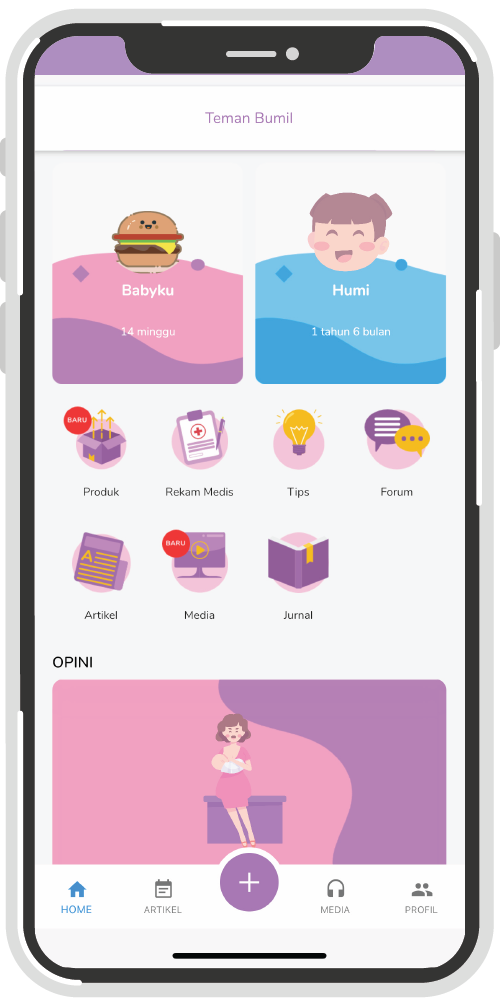 Teman Bumil
Babyku
14 minggu
Humi
1 tahun 6 bulan
BARU
Produk
Rekam Medis
Tips
Forum
A
Artikel
BARU
Media
Jurnal
OPINI
HOME
ARTIKEL
MEDIA
PROFIL